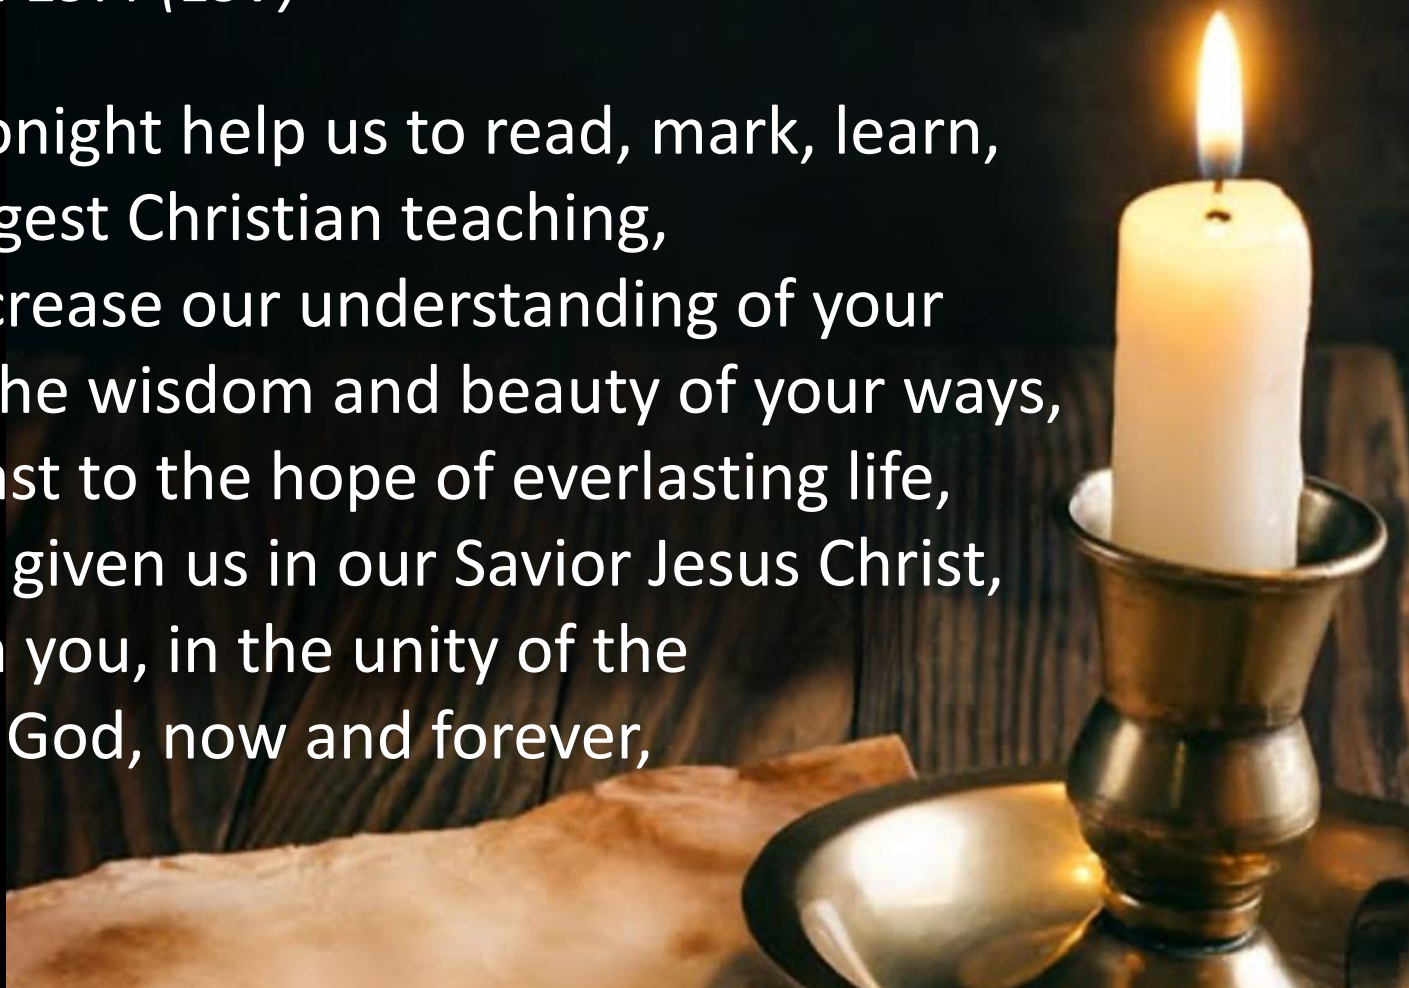 (ESV)
onight help us to read, mark, learn,
gest Christian teaching,
crease our understanding of your
he wisdom and beauty of your ways,
ast to the hope of everlasting life,
given us in our Savior Jesus Christ,
you, in the unity of the
God, now and forever,